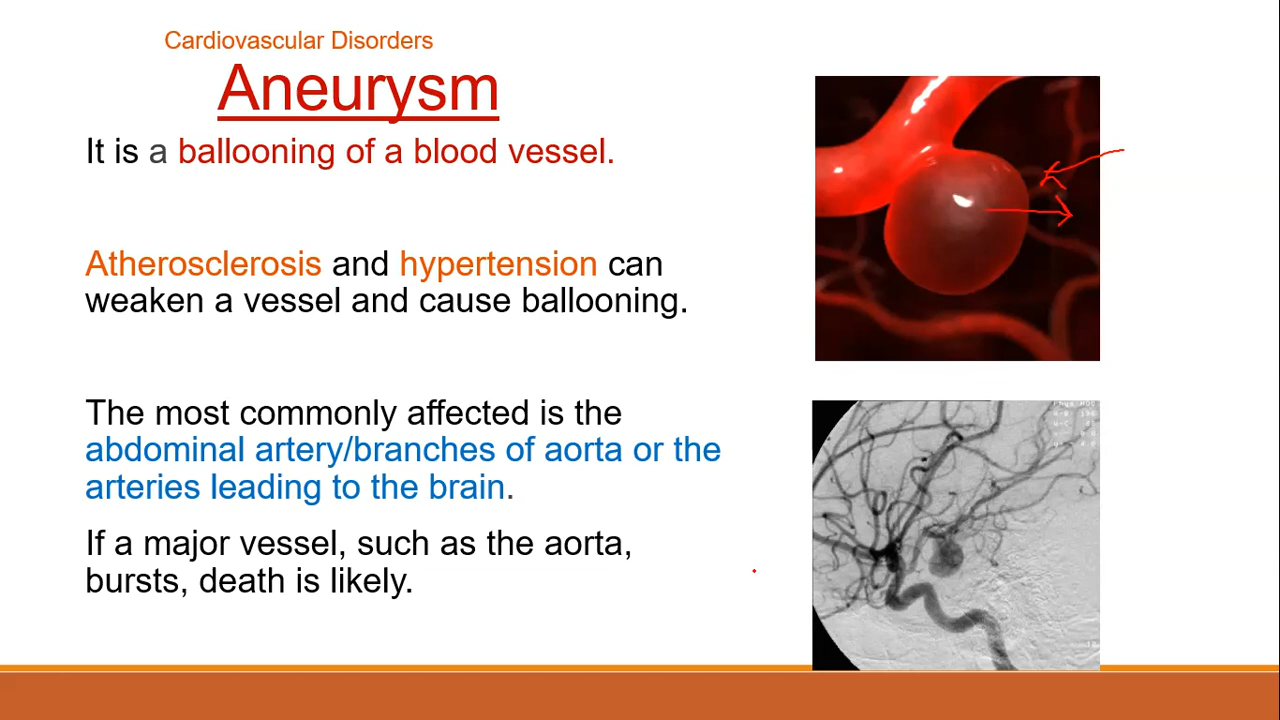 Cardiovascular Disorders
Aneurysm
It is a ballooning of a blood vessel.
Atherosclerosis and hypertension can
weaken a vessel and cause ballooning.
The most commonly affected is the
abdominal artery/branches of aorta or the
arteries leading to the brain.
If a major vessel, such as the aorta,
bursts, death is likely.